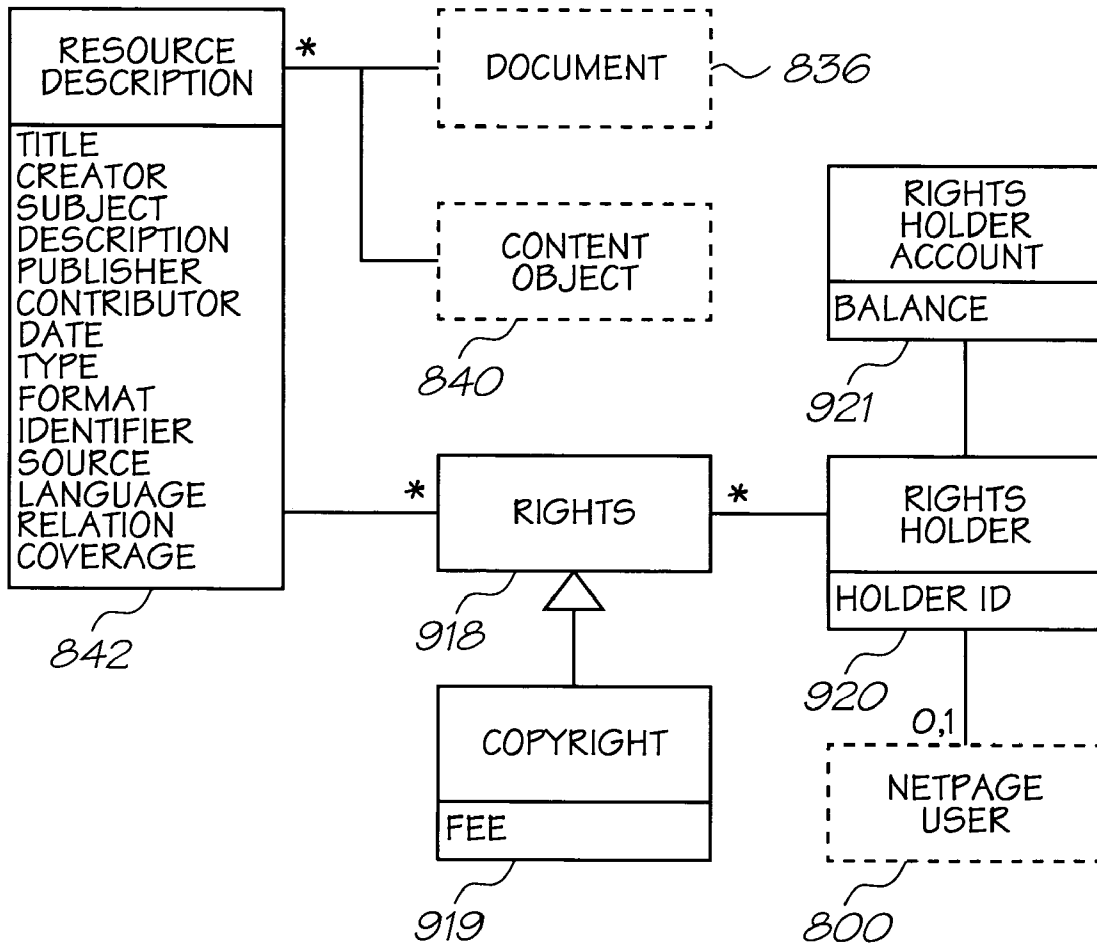 RESOURCE
DESCRIPTION
*
TITLE
CREATOR
SUBJECT
DESCRIPTION
PUBLISHER
CONTRIBUTOR
DATE
TYPE
FORMAT
IDENTIFIER
SOURCE
LANGUAGE
RELATION
COVERAGE
842
DOCUMENT
836
CONTENT
OBJECT
840
RIGHTS
HOLDER
ACCOUNT
BALANCE
921
*
RIGHTS
*
918
RIGHTS
HOLDER
HOLDER ID
920
COPYRIGHT
FEE
919
0,1
NETPAGE
USER
800